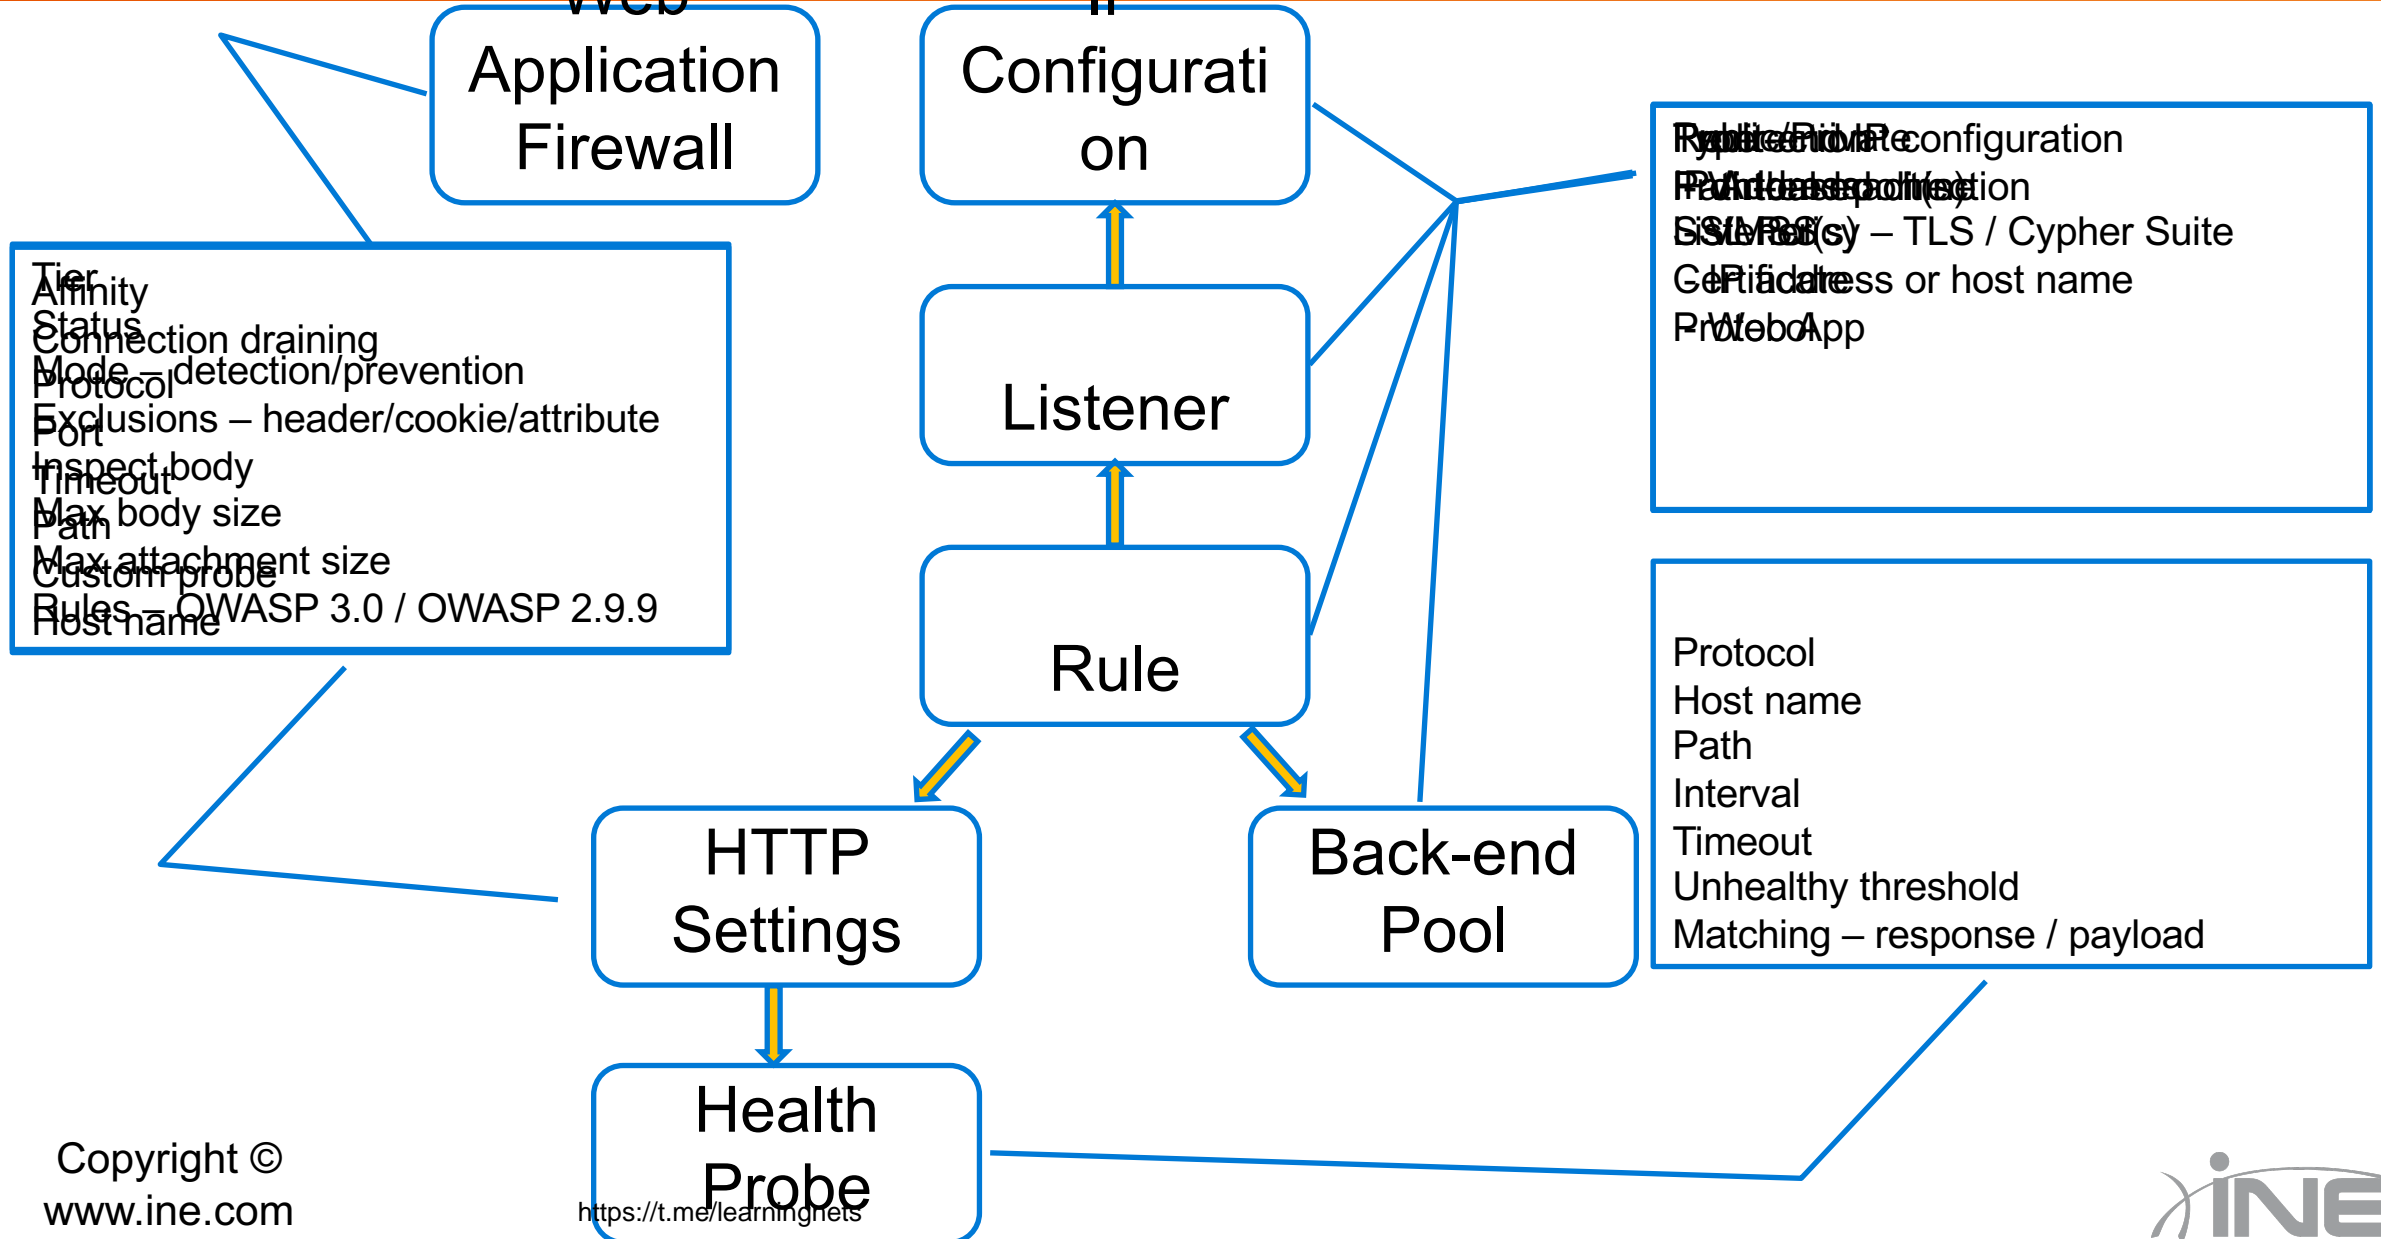 Web
Application
Firewall
Configurati
on
Listener
Rule
HTTP
Settings
Back-end
Pool
Health
Probe
Tier
Affinity
Status
Connection draining
Mode – detection/prevention
Protocol
Exclusions – header/cookie/attribute
Port
Inspect body
Timeout
Max body size
Path
Max attachment size
Custom probe
Rules – OWASP 3.0 / OWASP 2.9.9
Host name
configuration
– TLS / Cypher Suite
Certificate
- IP address or host name
Protocol
- Web App
Protocol
Host name
Path
Interval
Timeout
Unhealthy threshold
Matching – response / payload
Copyright ©
www.ine.com
https://t.me/learningnets
INE